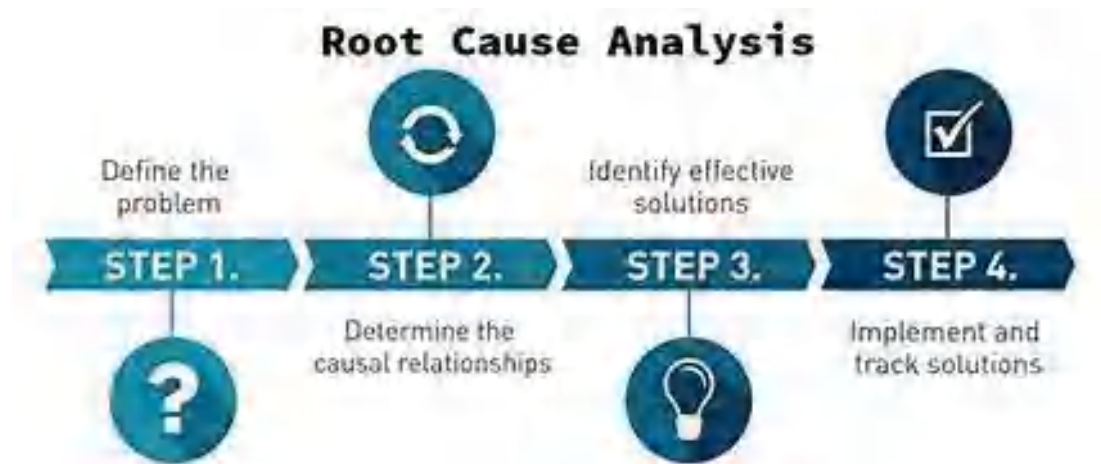 Root Cause Analysis
Define the
problem
STEP 1.
STEP 2.
Determine the
causal relationships
Identify effective
solutions
STEP 3.
STEP 4.
Implement and
track solutions